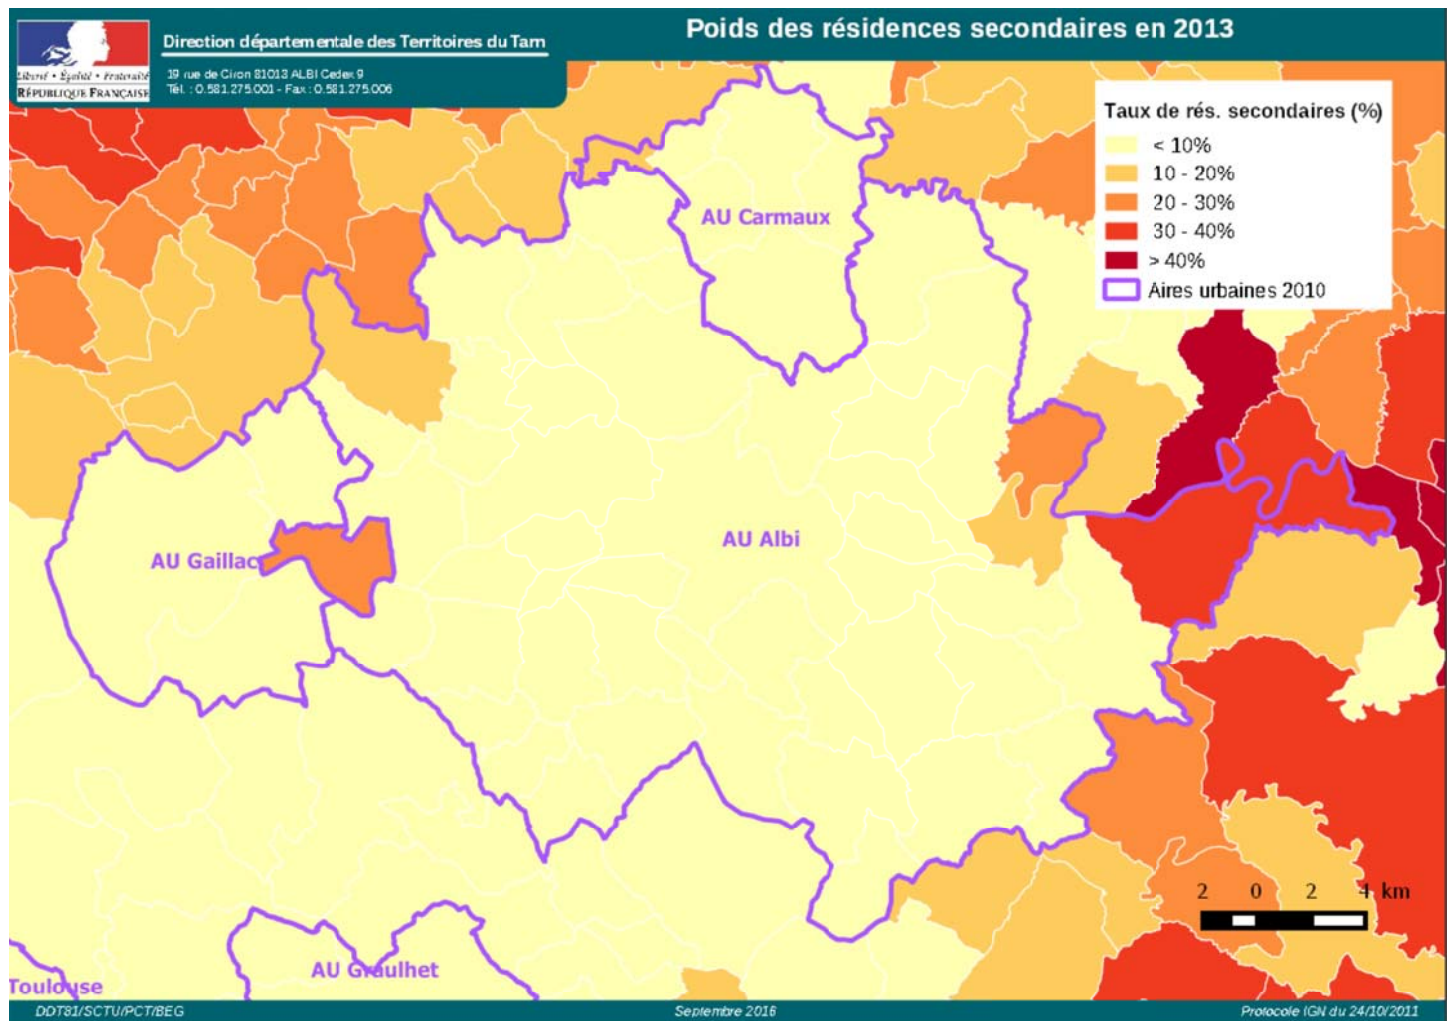 Poids des résidences secondaires en 2013
Direction départementale des Territoires du Tarn
19 rue de Ciron 81013 ALBI Cedex 9
Tél. : 0.581.275.001 - Fax : 0.581.275.006
Liberté • Égalité • Fraternité
RÉPUBLIQUE FRANÇAISE
Taux de rés. secondaires (%)
< 10%
10 - 20%
20 - 30%
30 - 40%
> 40%
Aires urbaines 2010
AU Carmaux
AU Albi
AU Gaillac
AU Graulhet
Toulouse
2 0 2 4 km
DDT81/SCTU/PCT/BEG
Septembre 2016
Protocole IGN du 24/10/2011